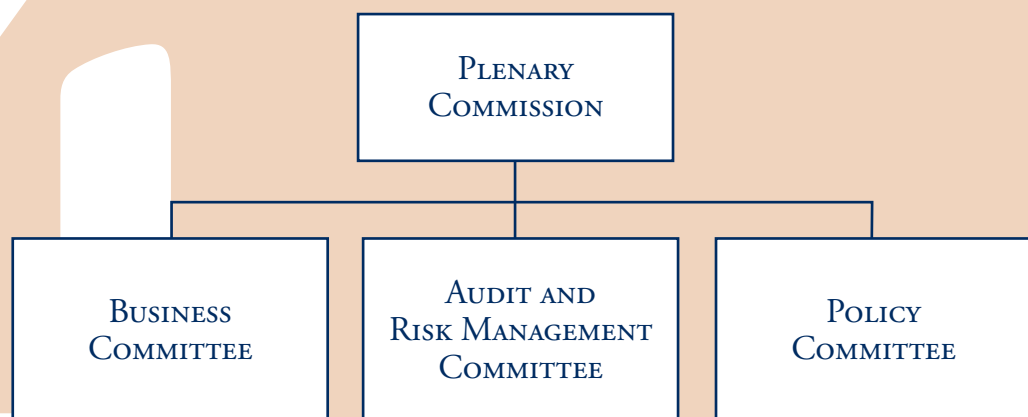 Plenary
Commission
Business
Committee
Audit and
Risk Management
Committee
Policy
Committee